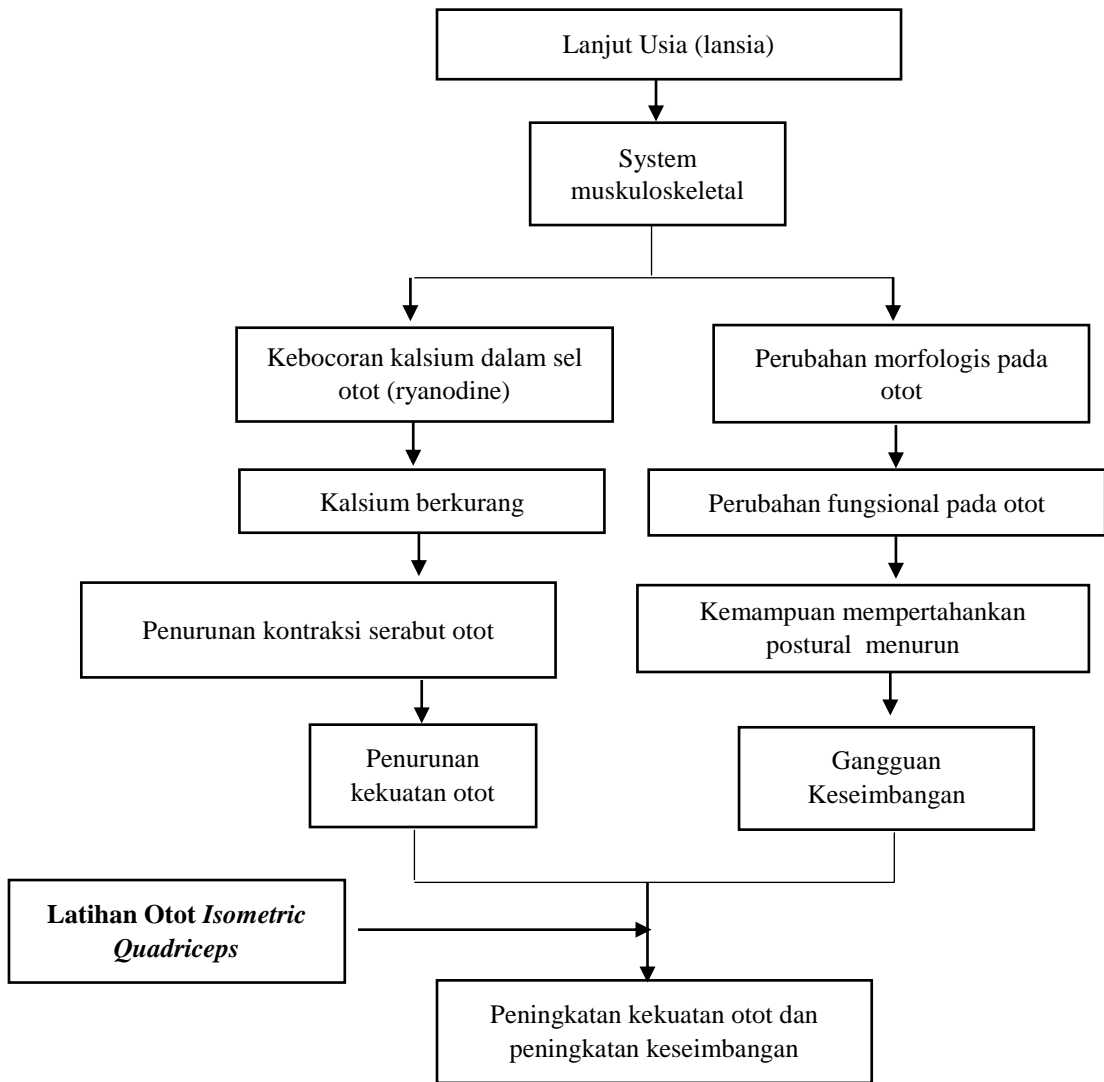 Lanjut Usia (lansia)
System
muskuloskeletal
Kebocoran kalsium dalam sel
otot (ryanodine)
Perubahan morfologis pada
otot
Kalsium berkurang
Perubahan fungsional pada otot
Penurunan kontraksi serabut otot
Kemampuan mempertahankan
postural  menurun
Penurunan
kekuatan otot
Gangguan
Keseimbangan
Latihan Otot Isometric
Quadriceps
Peningkatan kekuatan otot dan
peningkatan keseimbangan